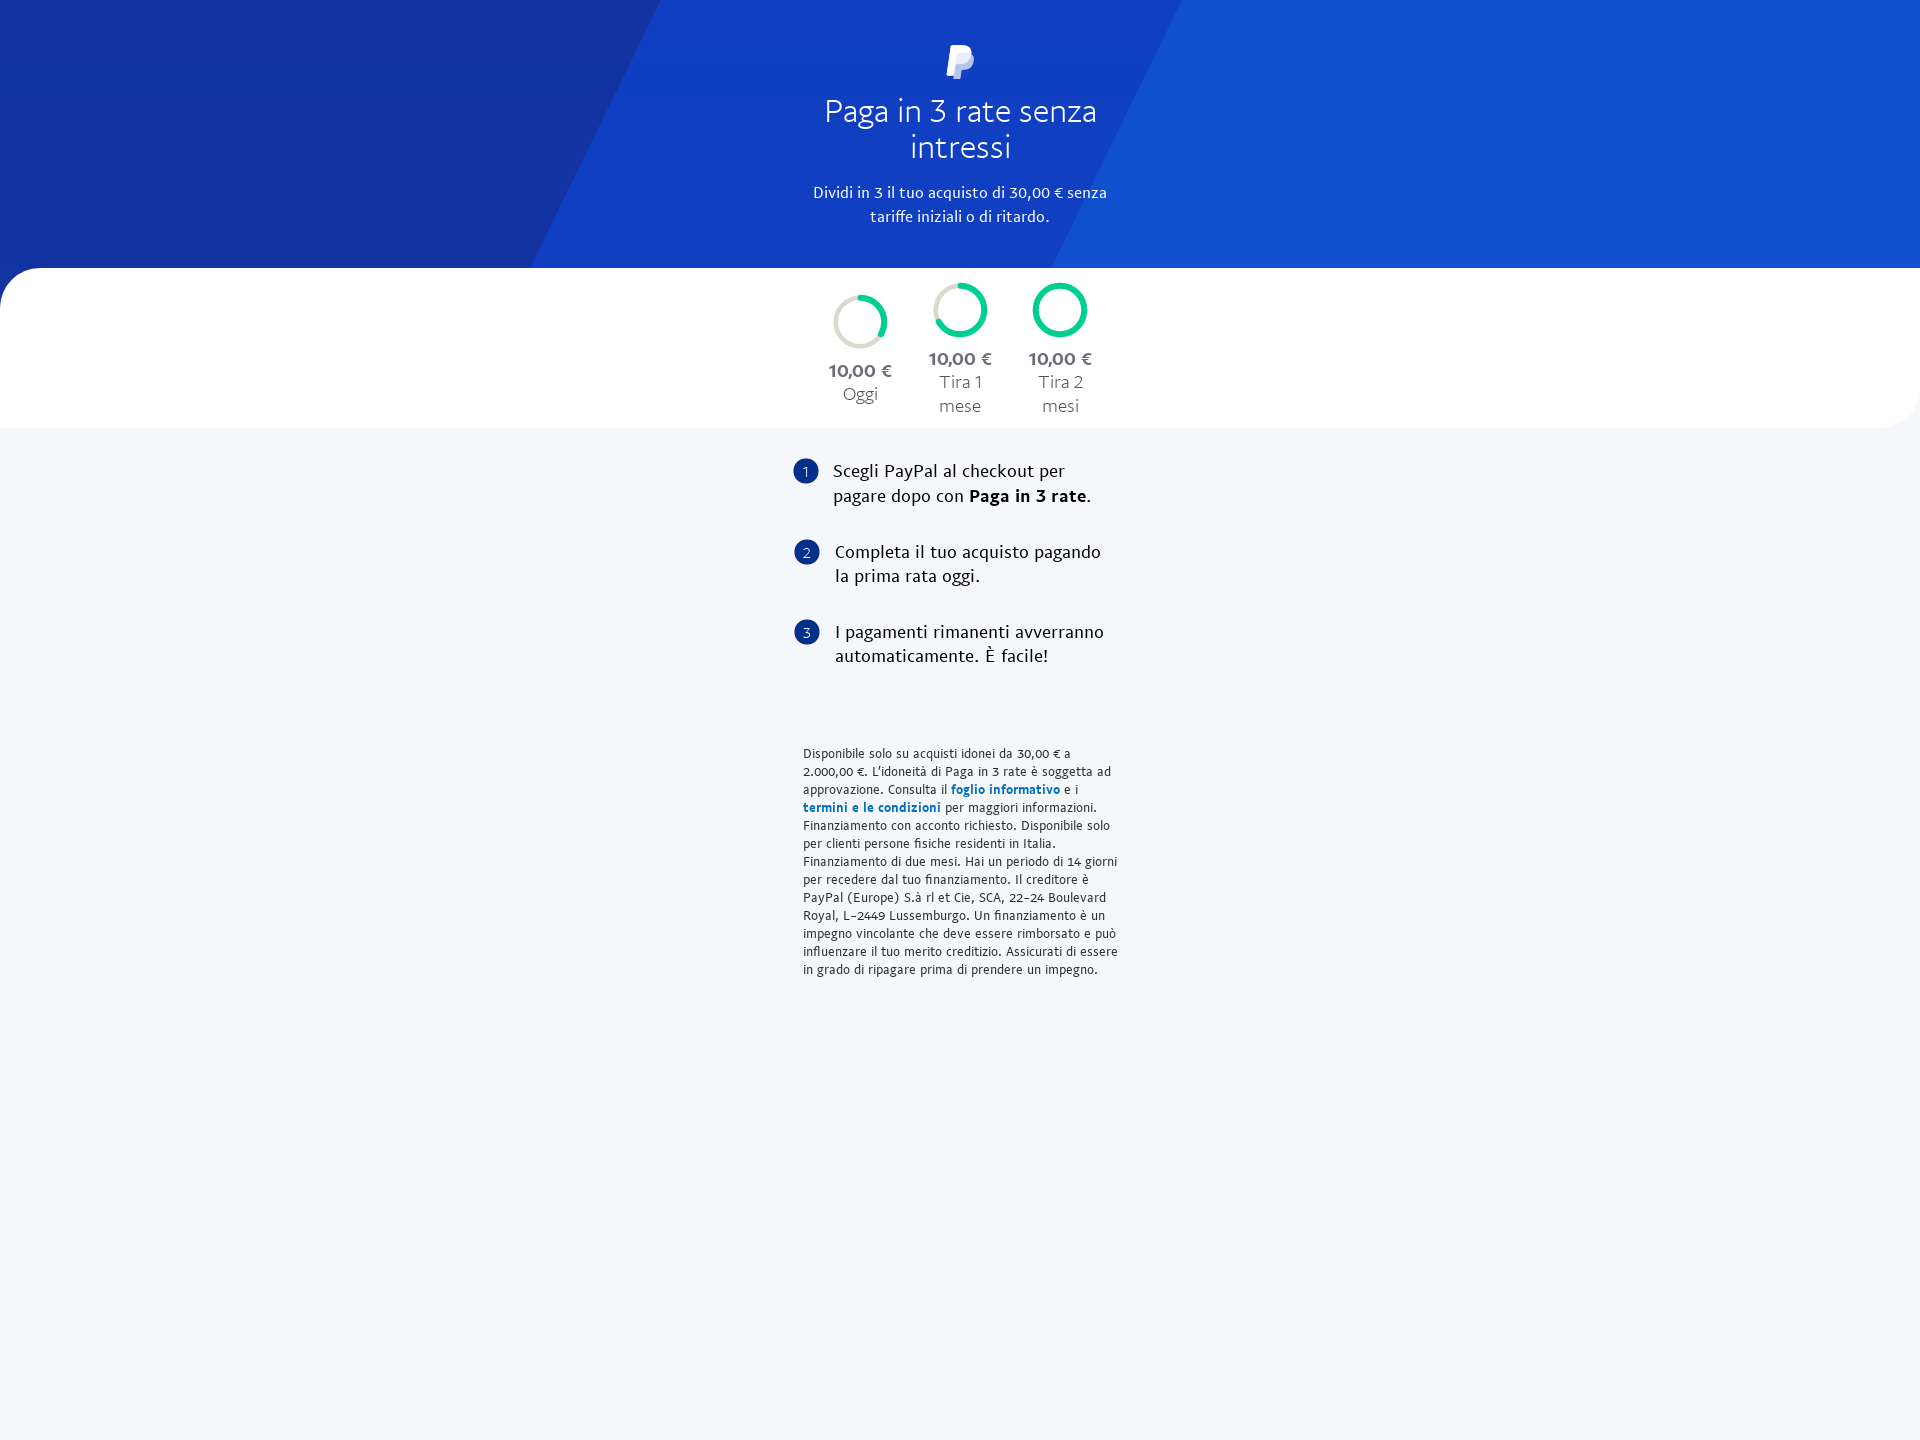 Paga in 3 rate senza
intressi
Dividi in 3 il tuo acquisto di 30,00 € senza
tariffe iniziali o di ritardo.
10,00 €
Oggi
10,00 €
Tira 1
mese
10,00 €
Tira 2
mesi
1 Scegli PayPal al checkout per
pagare dopo con Paga in 3 rate.
2 Completa il tuo acquisto pagando
la prima rata oggi.
3 I pagamenti rimanenti avverranno
automaticamente. È facile!
Disponibile solo su acquisti idonei da 30,00 € a
2.000,00 €. L'idoneità di Paga in 3 rate è soggetta ad
approvazione. Consulta il foglio informativo e i
termini e le condizioni per maggiori informazioni.
Finanziamento con acconto richiesto. Disponibile solo
per clienti persone fisiche residenti in Italia.
Finanziamento di due mesi. Hai un periodo di 14 giorni
per recedere dal tuo finanziamento. Il creditore è
PayPal (Europe) S.à rl et Cie, SCA, 22-24 Boulevard
Royal, L-2449 Lussemburgo. Un finanziamento è un
impegno vincolante che deve essere rimborsato e può
influenzare il tuo merito creditizio. Assicurati di essere
in grado di ripagare prima di prendere un impegno.